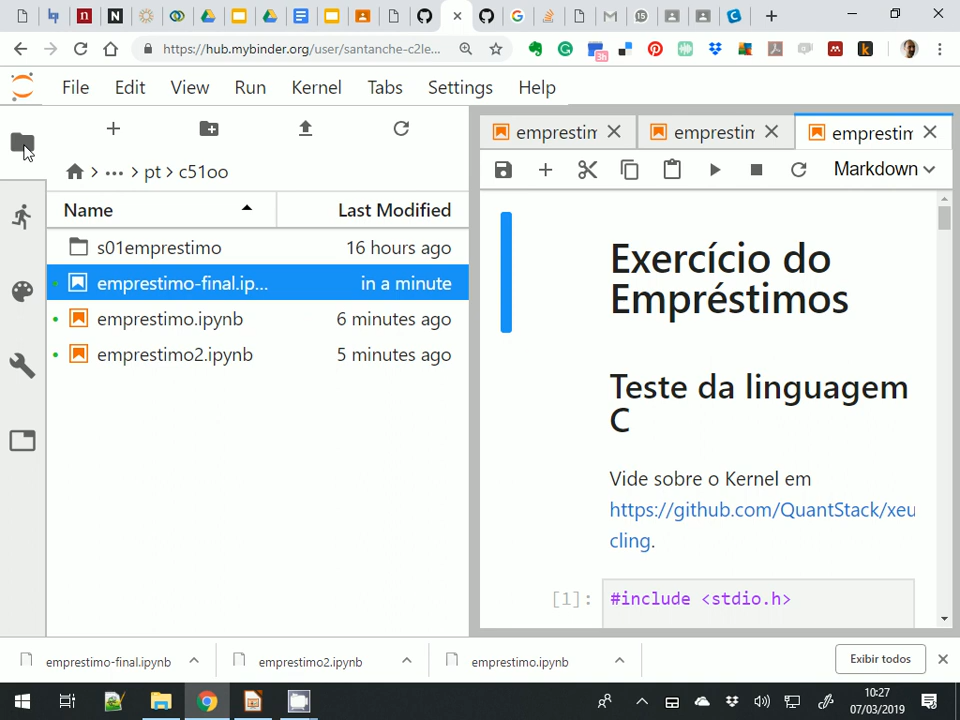 https://hub.mybinder.org/user/santanche-c2le...
3h
15
File Edit View Run Kernel Tabs Settings Help
pt
c51oo
Name
Last Modified
s01emprestimo
16 hours ago
emprestimo-final.ip...
in a minute
emprestimo.ipynb
6 minutes ago
emprestimo2.ipynb
5 minutes ago
emprestim
emprestim
emprestim
Markdown
Exercício do
Empréstimos
Teste da linguagem
C
Vide sobre o Kernel em
https://github.com/QuantStack/xeu
cling.
[1]:
#include <stdio.h>
emprestimo-final.ipynb
emprestimo2.ipynb
emprestimo.ipynb
Exibir todos
10:27
07/03/2019